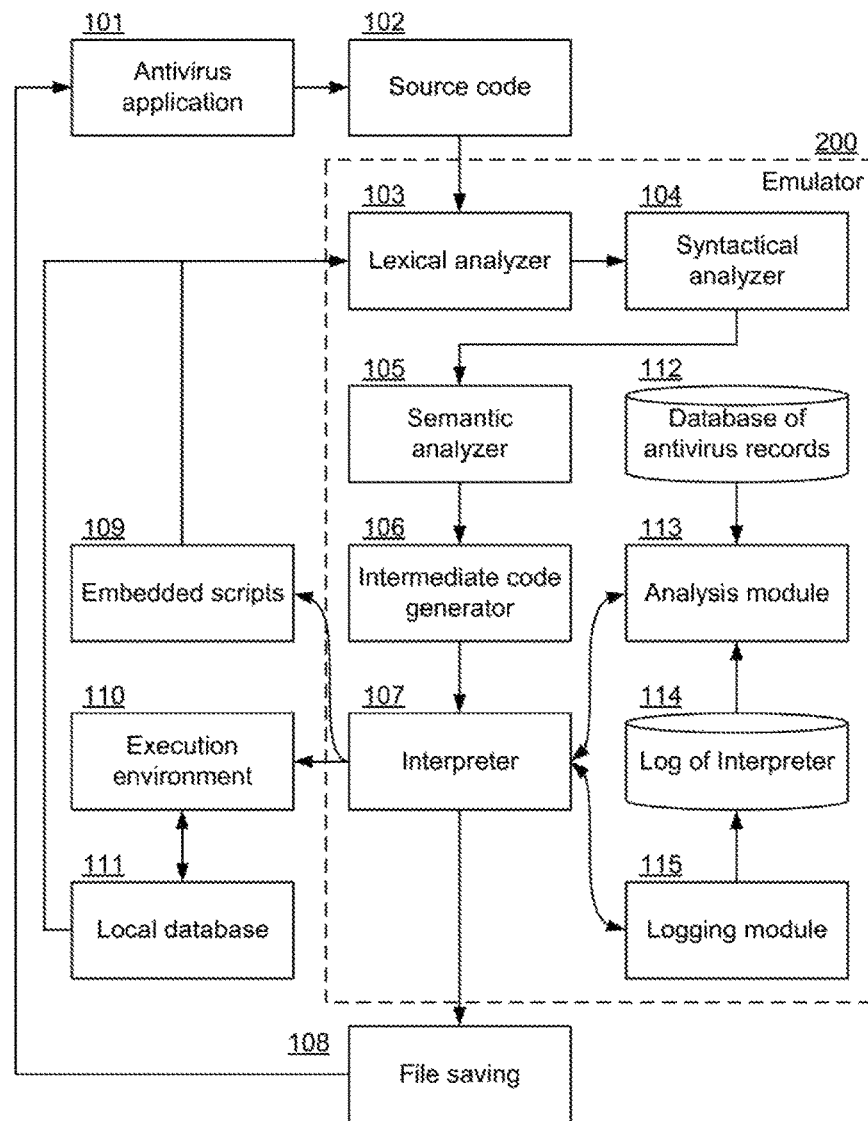 101
102
Antivirus
application
Source code
200
Emulator
103
104
Lexical analyzer
Syntactical
analyzer
105
112
Semantic
analyzer
Database of
antivirus records
109
106
113
Embedded scripts
Intermediate code
generator
Analysis module
110
107
114
Execution
environment
Interpreter
Log of Interpreter
111
115
Local database
Logging module
108
File saving